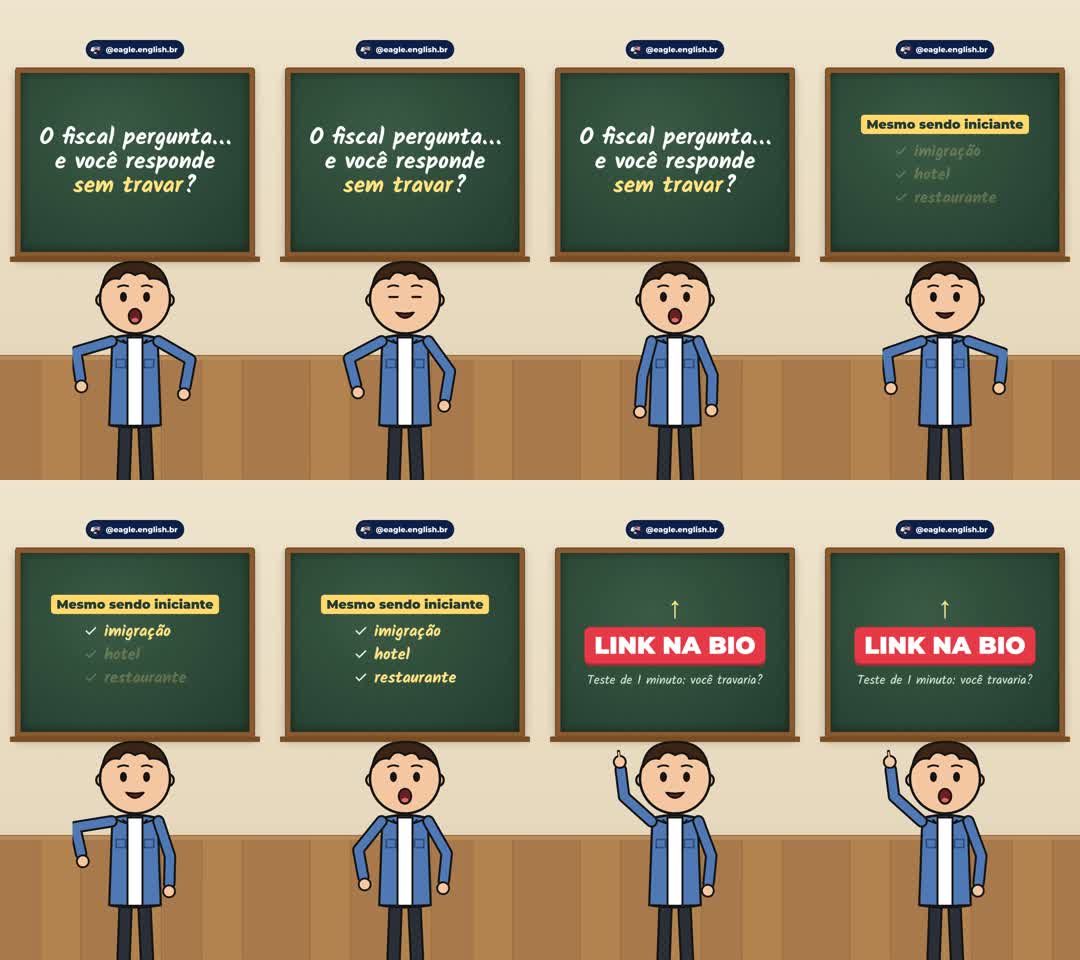 @eagle.english.br
O fiscal pergunta...
e você responde
sem travar?
@eagle.english.br
O fiscal pergunta...
e você responde
sem travar?
@eagle.english.br
O fiscal pergunta...
e você responde
sem travar?
@eagle.english.br
Mesmo sendo iniciante
✓ imigração
✓ hotel
✓ restaurante
@eagle.english.br
Mesmo sendo iniciante
✓ imigração
✓ hotel
✓ restaurante
@eagle.english.br
Mesmo sendo iniciante
✓ imigração
✓ hotel
✓ restaurante
@eagle.english.br
↑
LINK NA BIO
Teste de 1 minuto: você travaria?
@eagle.english.br
↑
LINK NA BIO
Teste de 1 minuto: você travaria?